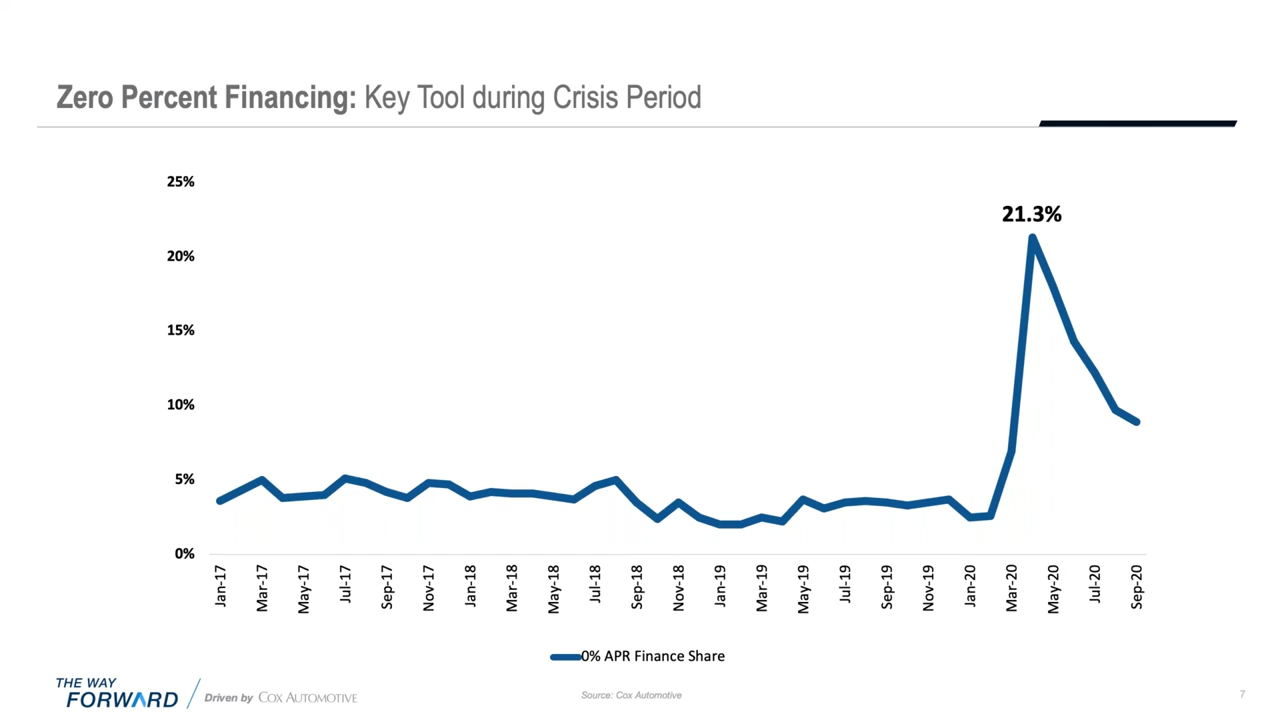 Zero Percent Financing: Key Tool during Crisis Period
25%
20%
15%
10%
5%
0%
21.3%
Jan-17
Mar-17
May-17
Jul-17
Sep-17
Nov-17
Jan-18
Mar-18
May-18
Jul-18
Sep-18
Nov-18
Jan-19
Mar-19
May-19
Jul-19
Sep-19
Nov-19
Jan-20
Mar-20
May-20
Jul-20
Sep-20
0% APR Finance Share
THE WAY
FORWARD
Driven by COX AUTOMOTIVE
Source: Cox Automotive
7